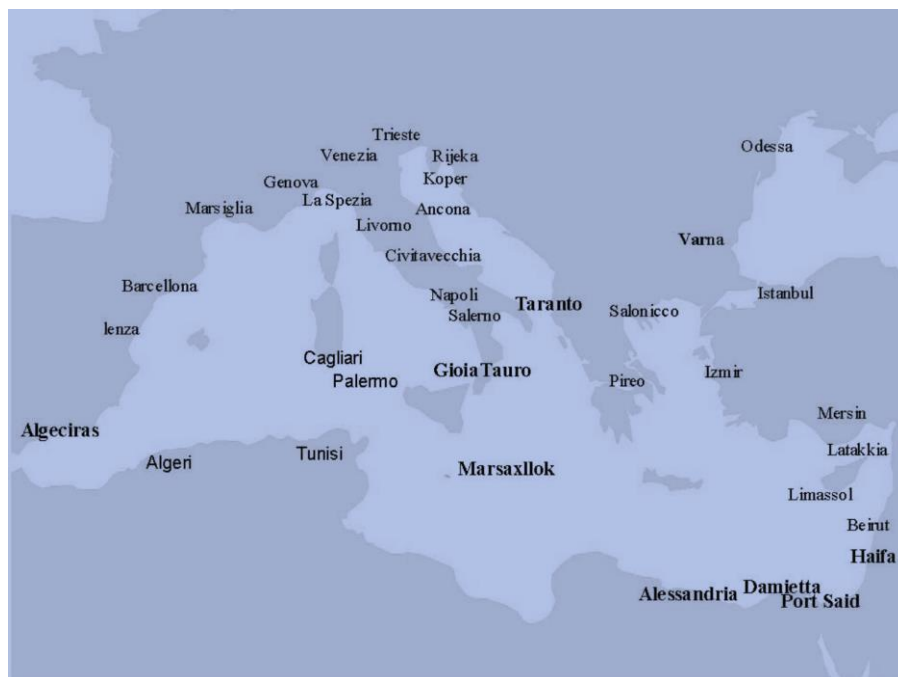 Trieste
Odessa
Venezia
Rijeka
Koper
Genova
La Spezia
Marsiglia
Ancona
Livorno
Varna
Civitavecchia
Barcellona
Napoli
Istanbul
Taranto
Salerno
Salonicco
lenza
Cagliari
Gioia Tauro
Izmir
Palermo
Pireo
Mersin
Algeciras
Latakkia
Tunisi
Algeri
Marsaxllok
Limassol
Beirut
Haifa
Damietta
Alessandria
Port Said